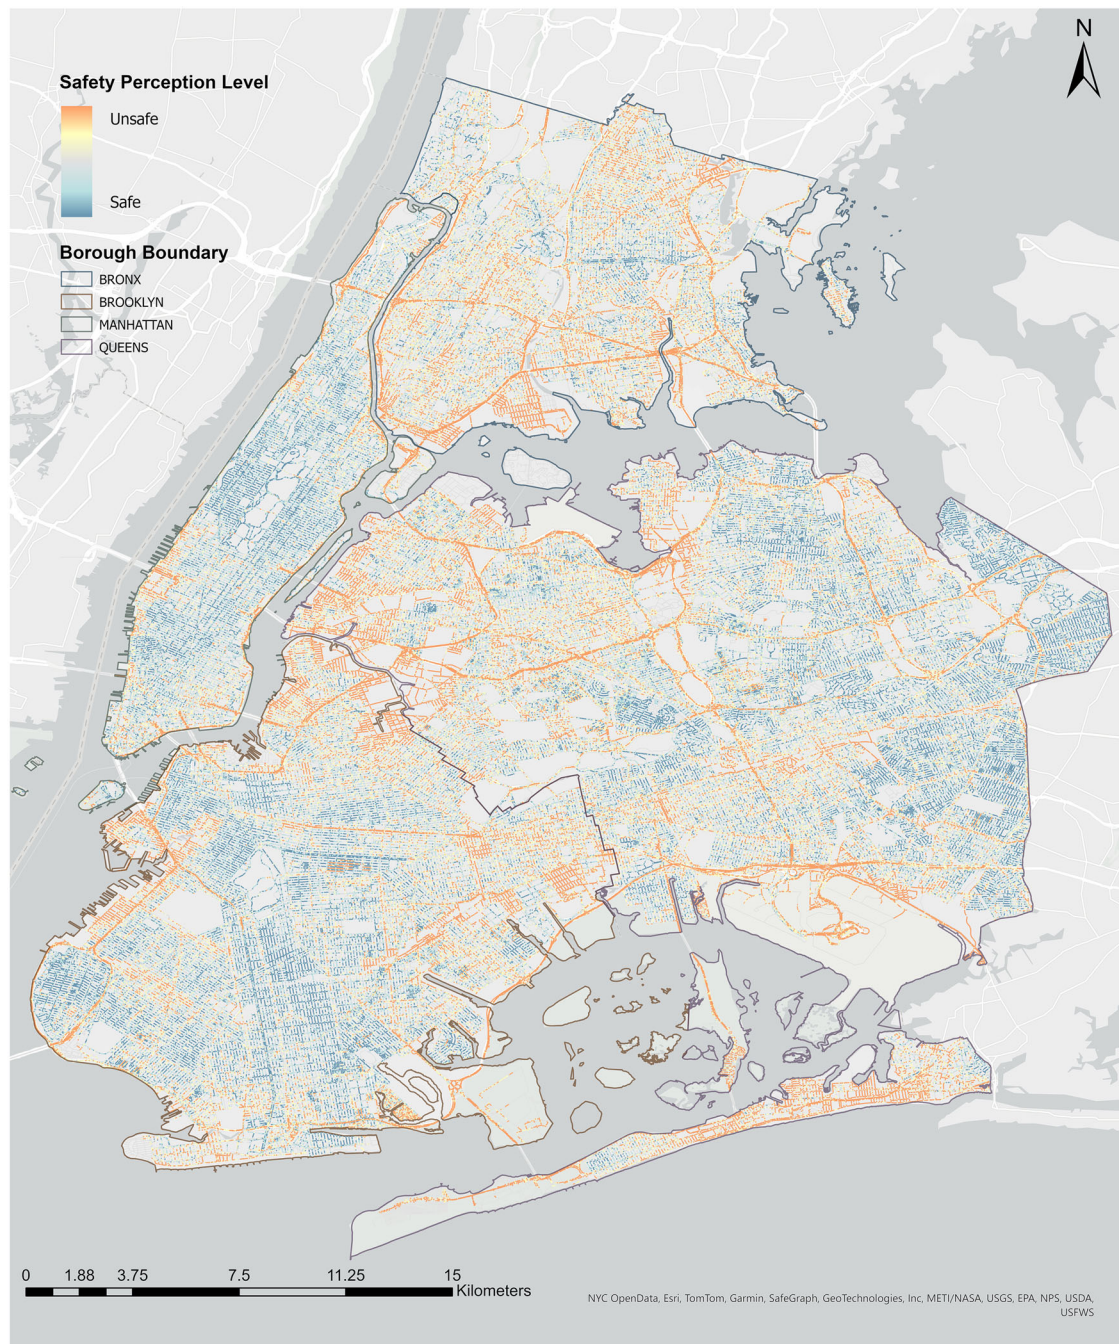 N
Safety Perception Level
Unsafe
Safe
Borough Boundary
BRONX
BROOKLYN
MANHATTAN
QUEENS
0 1.88 3.75 7.5 11.25 15
Kilometers
NYC OpenData, Esri, TomTom, Garmin, SafeGraph, GeoTechnologies, Inc, METI/NASA, USGS, EPA, NPS, USDA,
USFWS